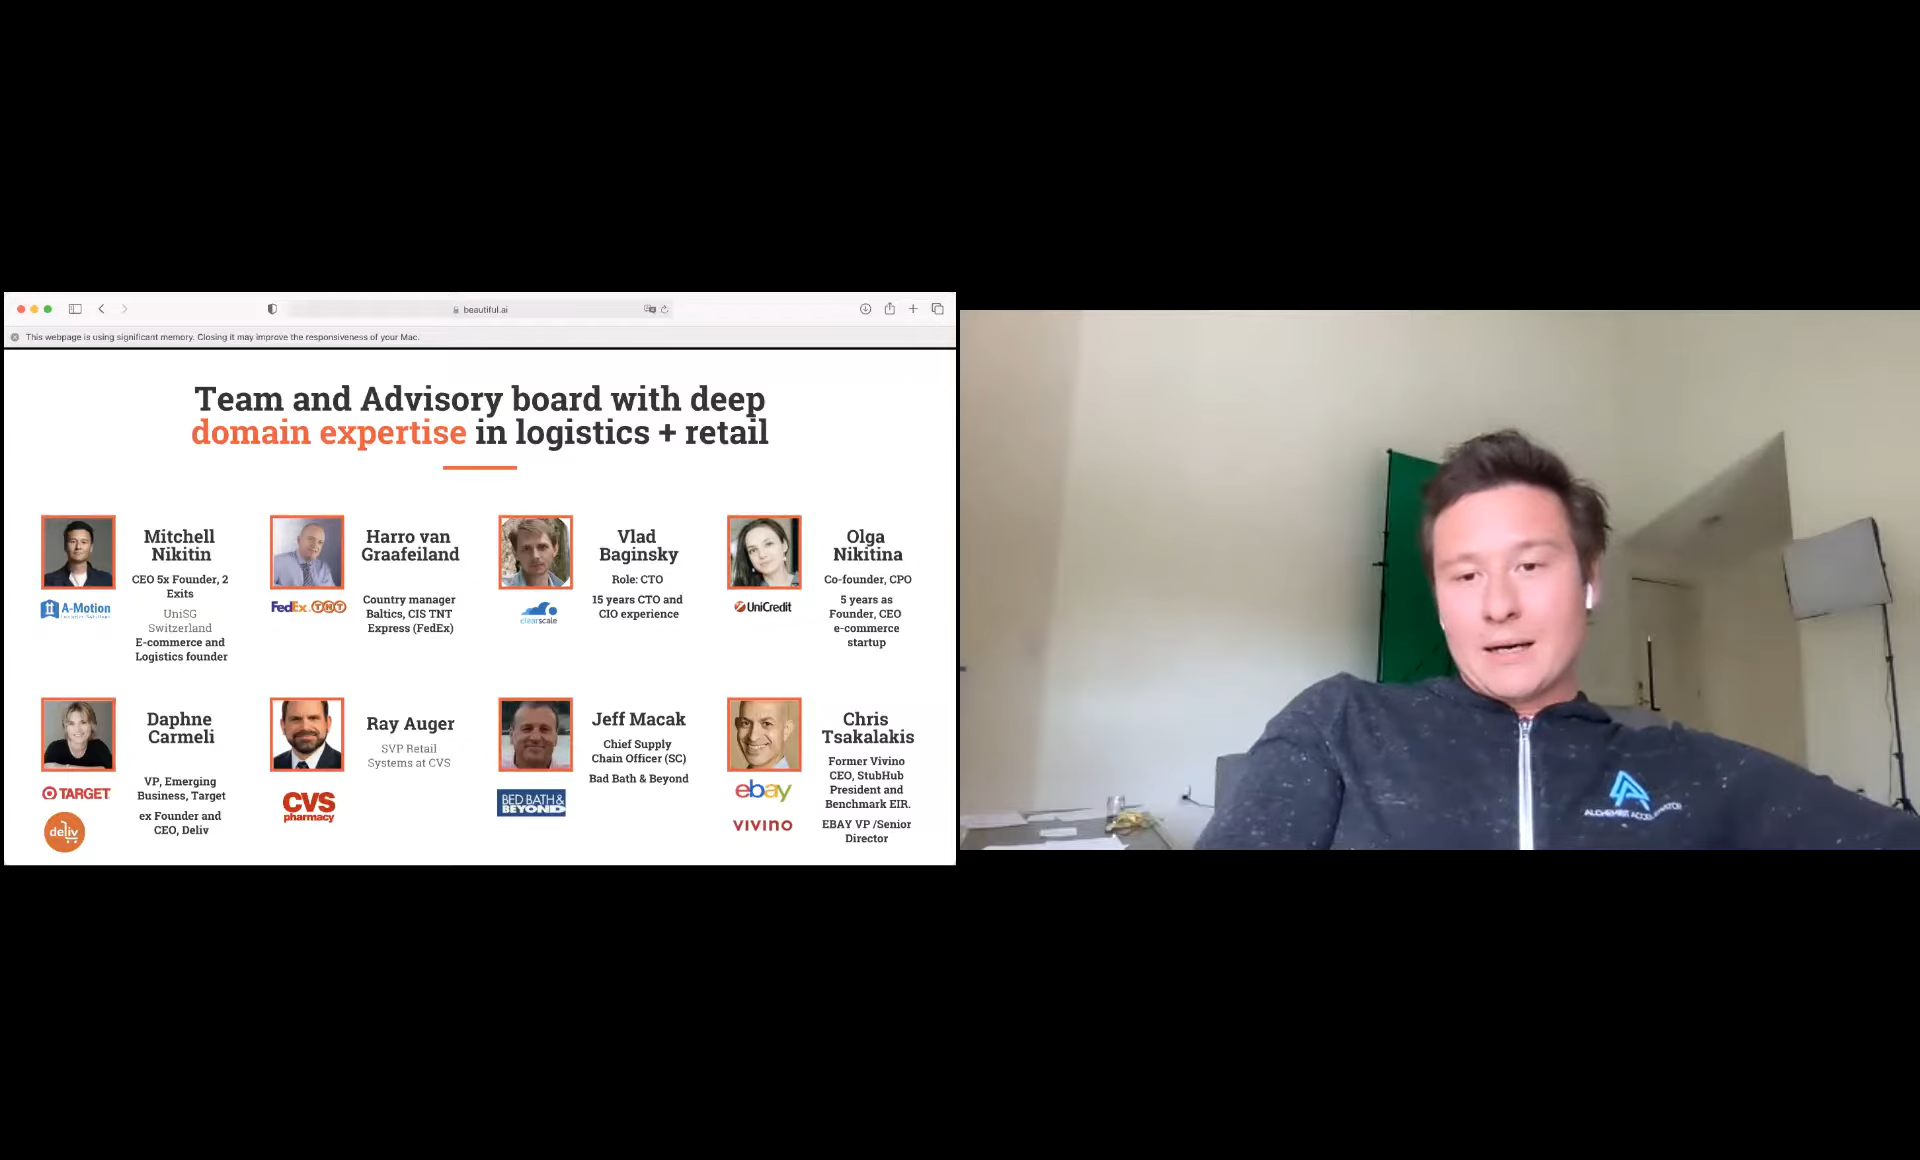 beautiful.ai
This webpage is using significant memory. Closing it may improve the responsiveness of your Mac.
Team and Advisory board with deep
domain expertise in logistics + retail
Mitchell
Nikitin
CEO 5x Founder, 2
Exits
UniSG
Switzerland
E-commerce and
Logistics founder
A-Motion
Harro van
Graafeiland
Country manager
Baltics, CIS TNT
Express (FedEx)
FedEx
TNT
Vlad
Baginsky
Role: CTO
15 years CTO and
CIO experience
clearscale
Olga
Nikitina
Co-founder, CPO
5 years as
Founder, CEO
e-commerce
startup
UniCredit
Daphne
Carmeli
VP, Emerging
Business, Target
ex Founder and
CEO, Deliv
TARGET
deliv
Ray Auger
SVP Retail
Systems at CVS
CVS
pharmacy
Jeff Macak
Chief Supply
Chain Officer (SC)
Bad Bath & Beyond
BED BATH &
BEYOND
Chris
Tsakalakis
Former Vivino
CEO, StubHub
President and
Benchmark EIR.
EBAY VP /Senior
Director
ebay
VIVINO
ALCHEMIST ACCELERATOR